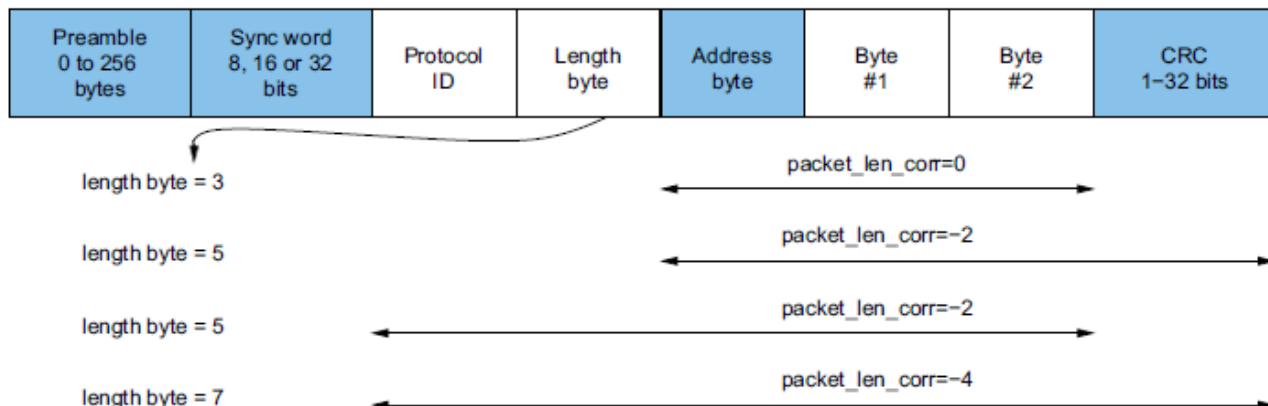 Preamble
0 to 256
bytes
Sync word
8, 16 or 32
bits
Protocol
ID
Length
byte
Address
byte
Byte
#1
Byte
#2
CRC
1−32 bits
length byte = 3
packet_len_corr=0
length byte = 5
packet_len_corr=−2
length byte = 5
packet_len_corr=−2
length byte = 7
packet_len_corr=−4